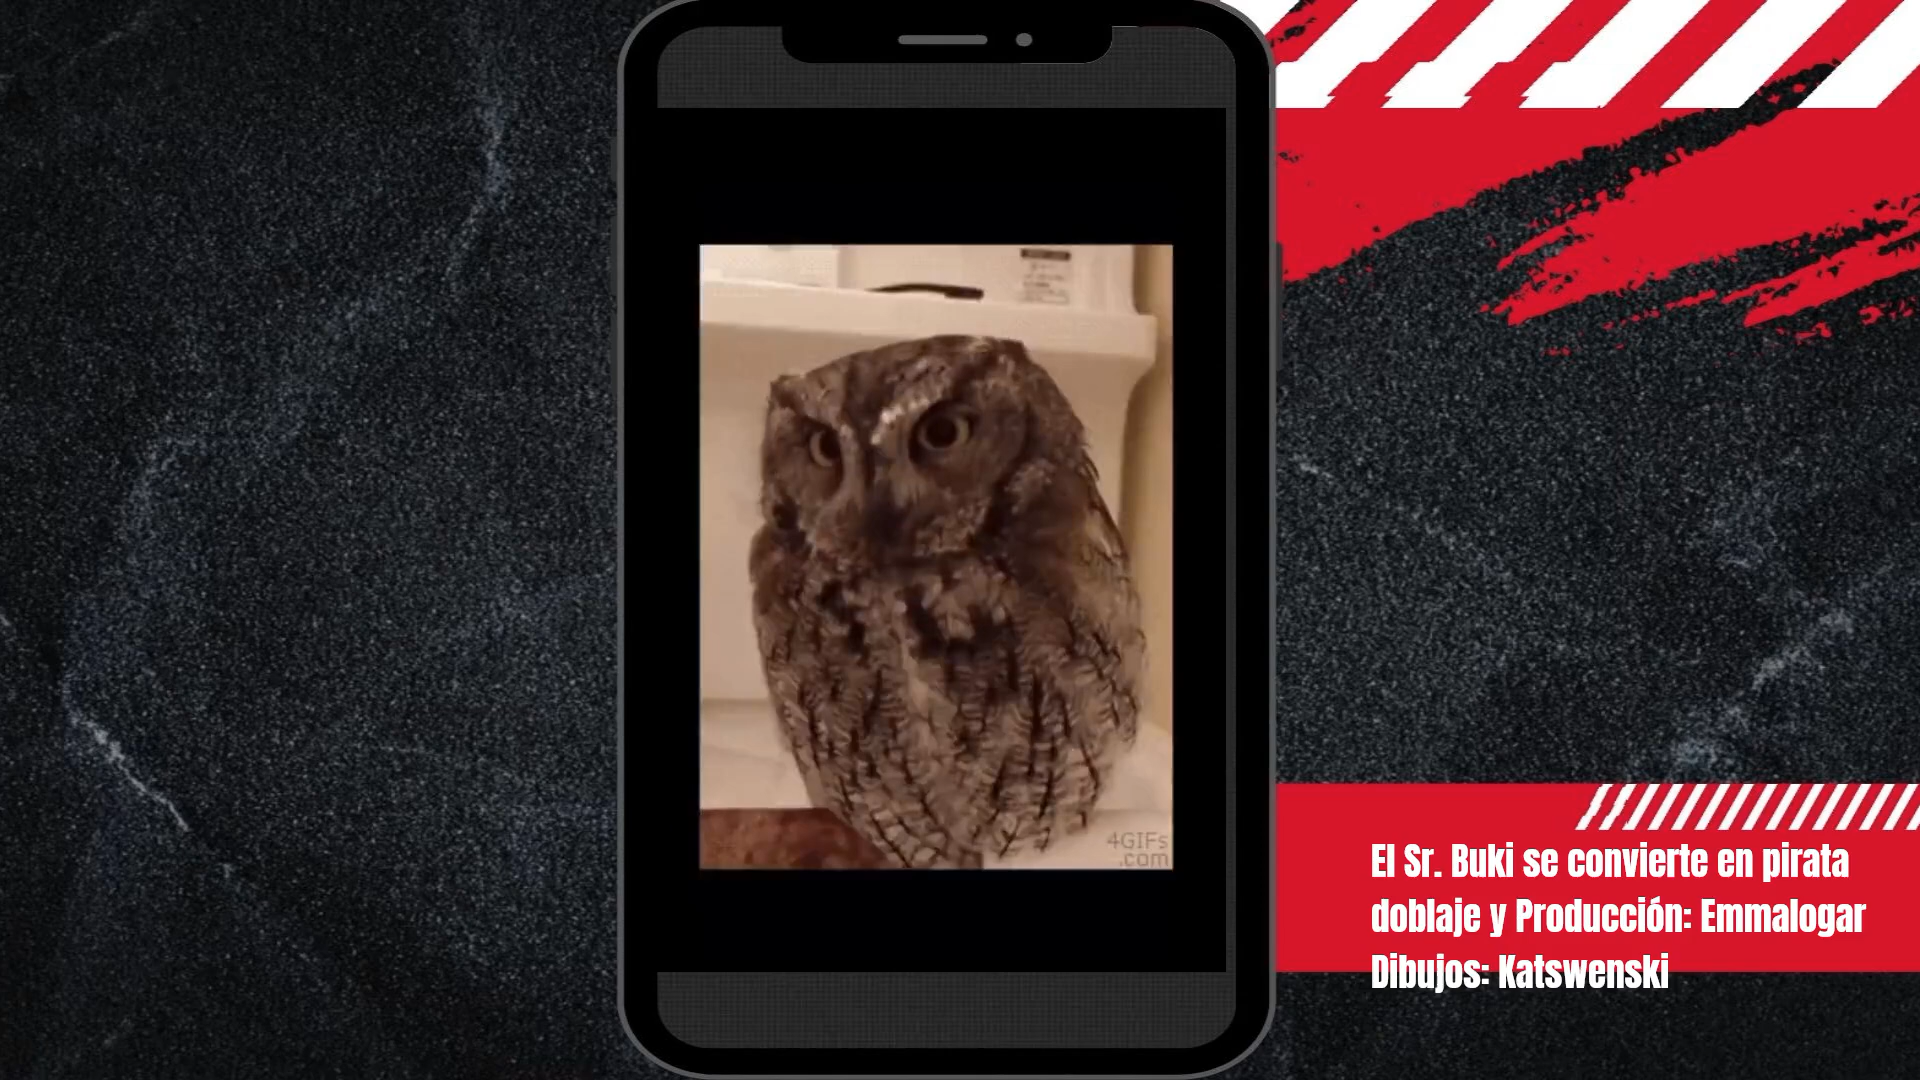 4GIFs
.com
El Sr. Buki se convierte en pirata
doblaje y Producción: Emmalogar
Dibujos: Katswenski